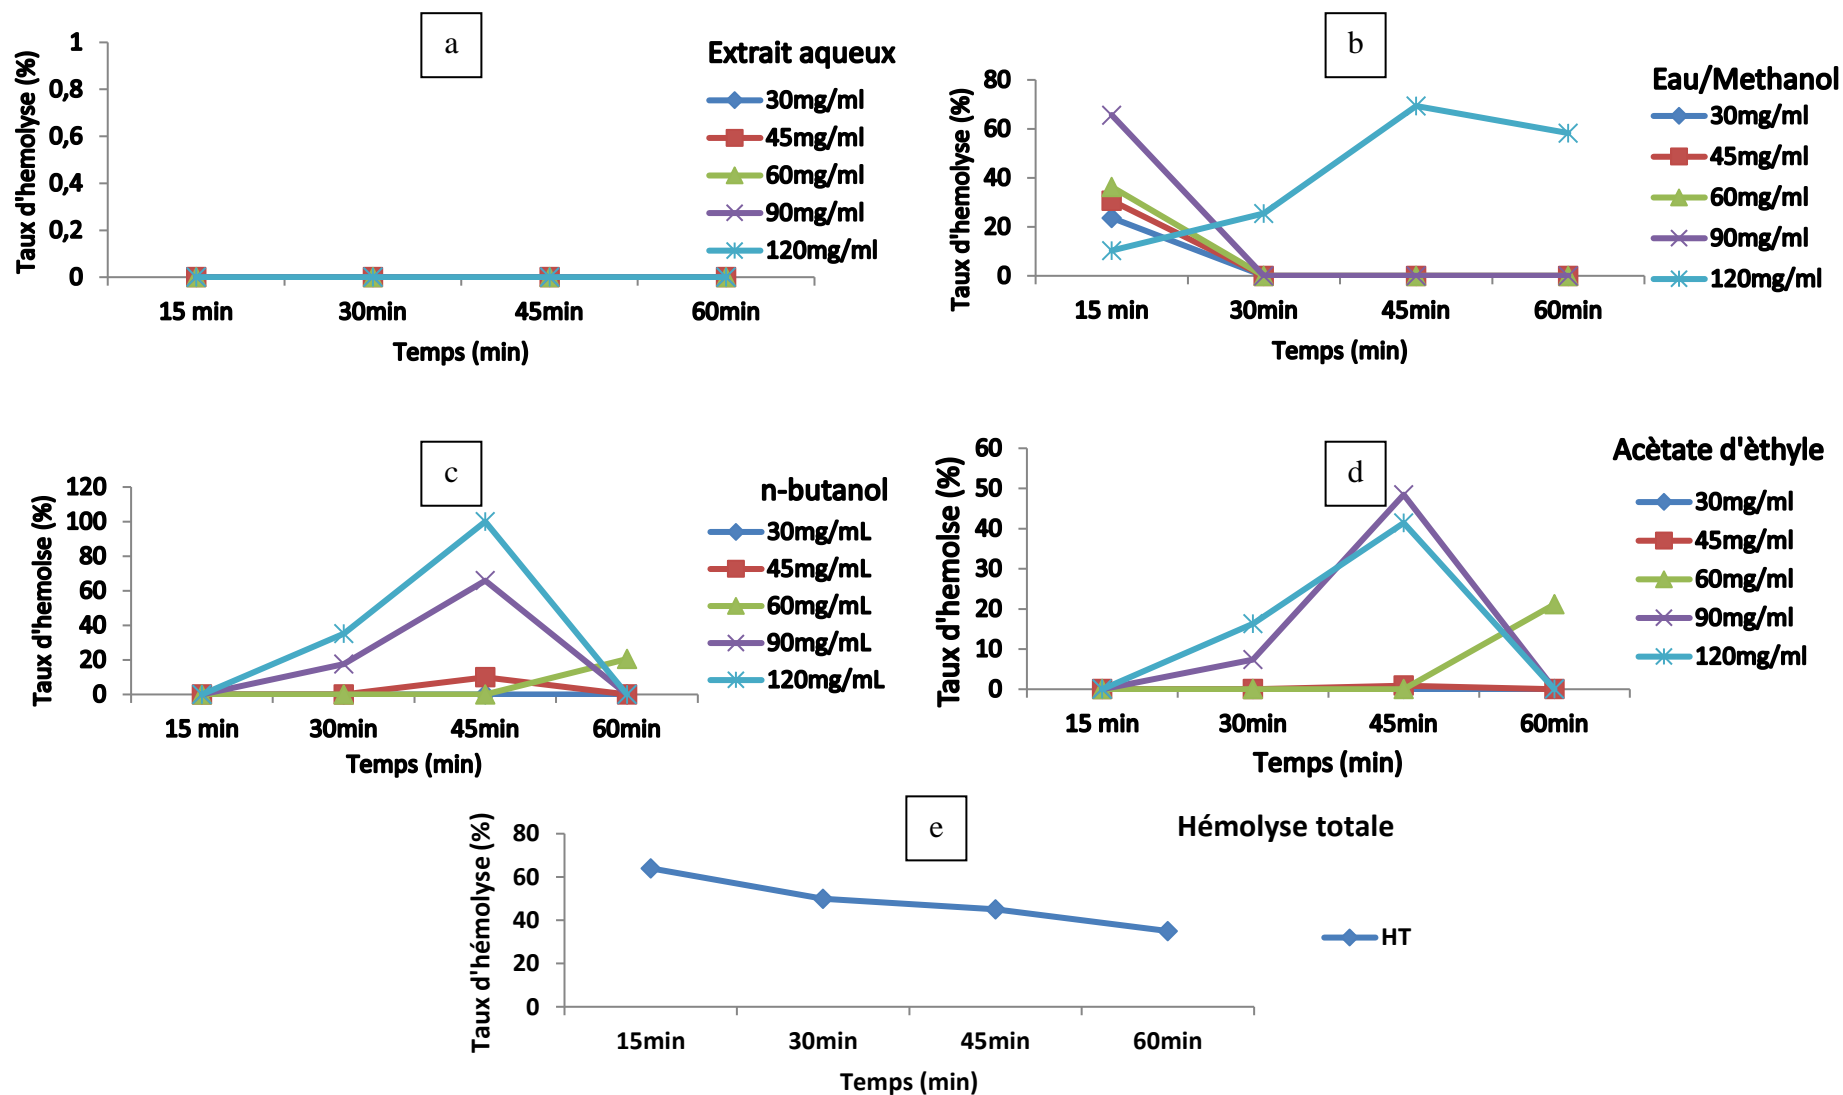 a
Extrait aqueux
Taux d'hemolyse (%)
1
0,8
0,6
0,4
0,2
0
15 min 30min 45min 60min
Temps (min)
30mg/ml
45mg/ml
60mg/ml
90mg/ml
120mg/ml
b
Eau/Methanol
Taux d'hemolyse (%)
80
60
40
20
0
15 min 30min 45min 60min
Temps (min)
30mg/ml
45mg/ml
60mg/ml
90mg/ml
120mg/ml
c
n-butanol
Taux d'hemolse (%)
120
100
80
60
40
20
0
15 min 30min 45min 60min
Temps (min)
30mg/mL
45mg/mL
60mg/mL
90mg/mL
120mg/mL
d
Acètate d'èthyle
Taux d'hemolse (%)
60
50
40
30
20
10
0
15 min 30min 45min 60min
Temps (min)
30mg/ml
45mg/ml
60mg/ml
90mg/ml
120mg/ml
e
Hémolyse totale
Taux d'hémolyse (%)
80
60
40
20
0
15min 30min 45min 60min
Temps (min)
HT